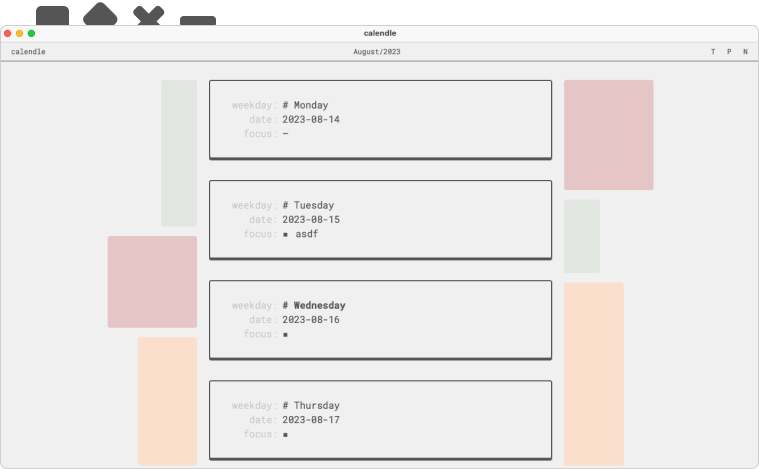 calendle
calendle August/2023 T P N
weekday: # Monday
date: 2023-08-14
focus: —
weekday: # Tuesday
date: 2023-08-15
focus: ▪ asdf
weekday: # Wednesday
date: 2023-08-16
focus: ▪
weekday: # Thursday
date: 2023-08-17
focus: ▪